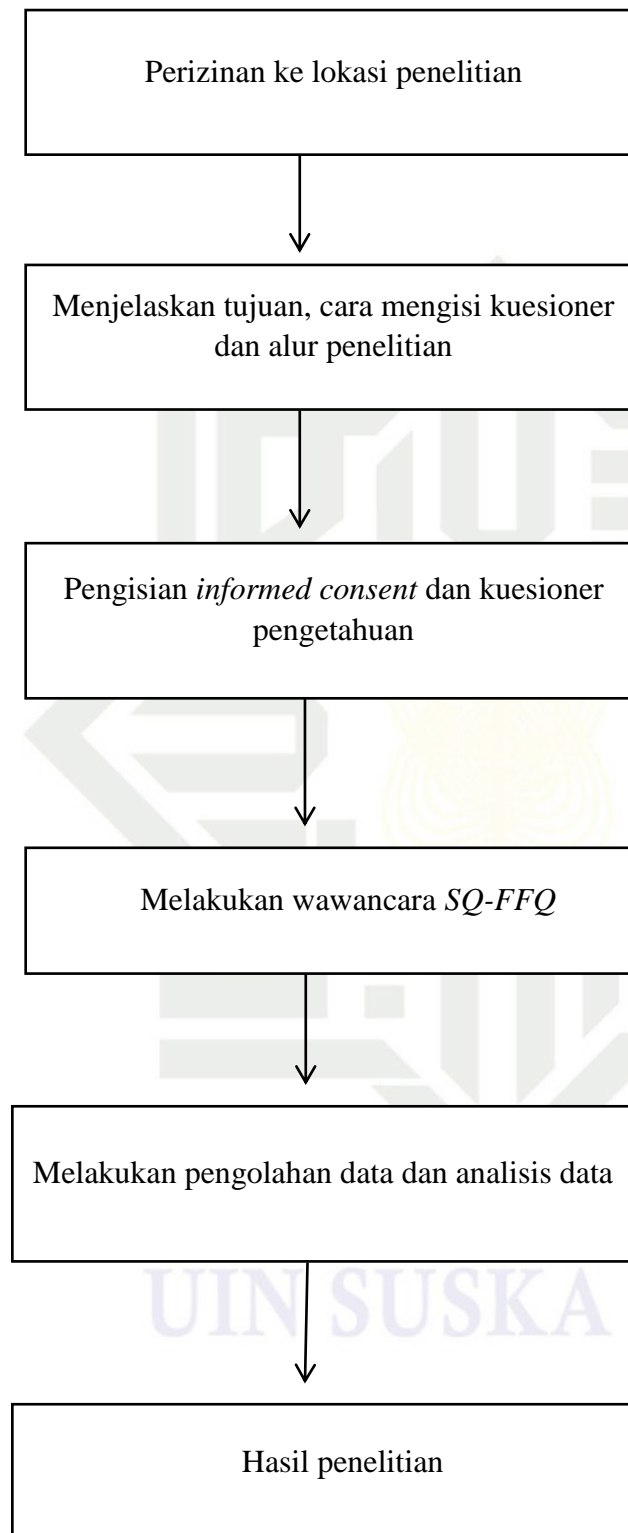 Perizinan ke lokasi penelitian
Menjelaskan tujuan, cara mengisi kuesioner
dan alur penelitian
Pengisian informed consent dan kuesioner
pengetahuan
Melakukan wawancara SQ-FFQ
Melakukan pengolahan data dan analisis data
UIN SUSKA
Hasil penelitian